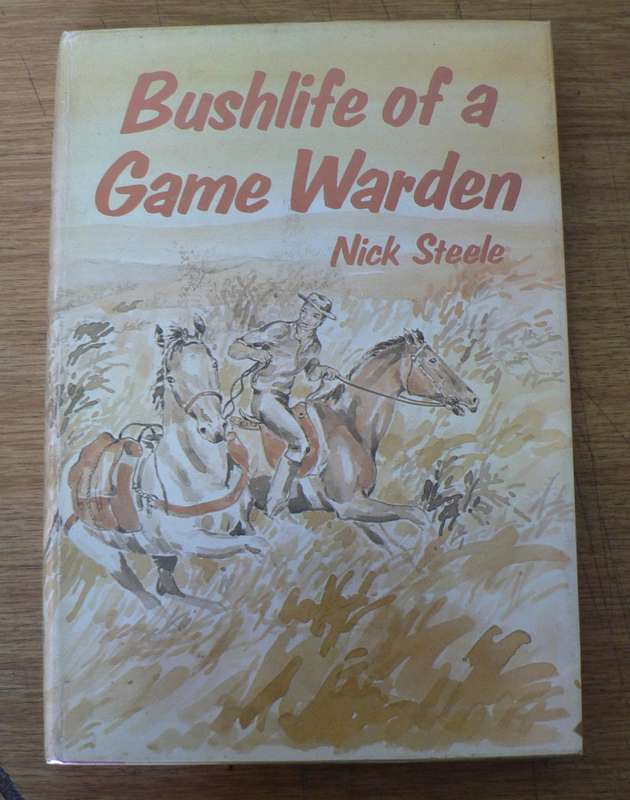 Bushlife of a
Game Warden
Nick Steele